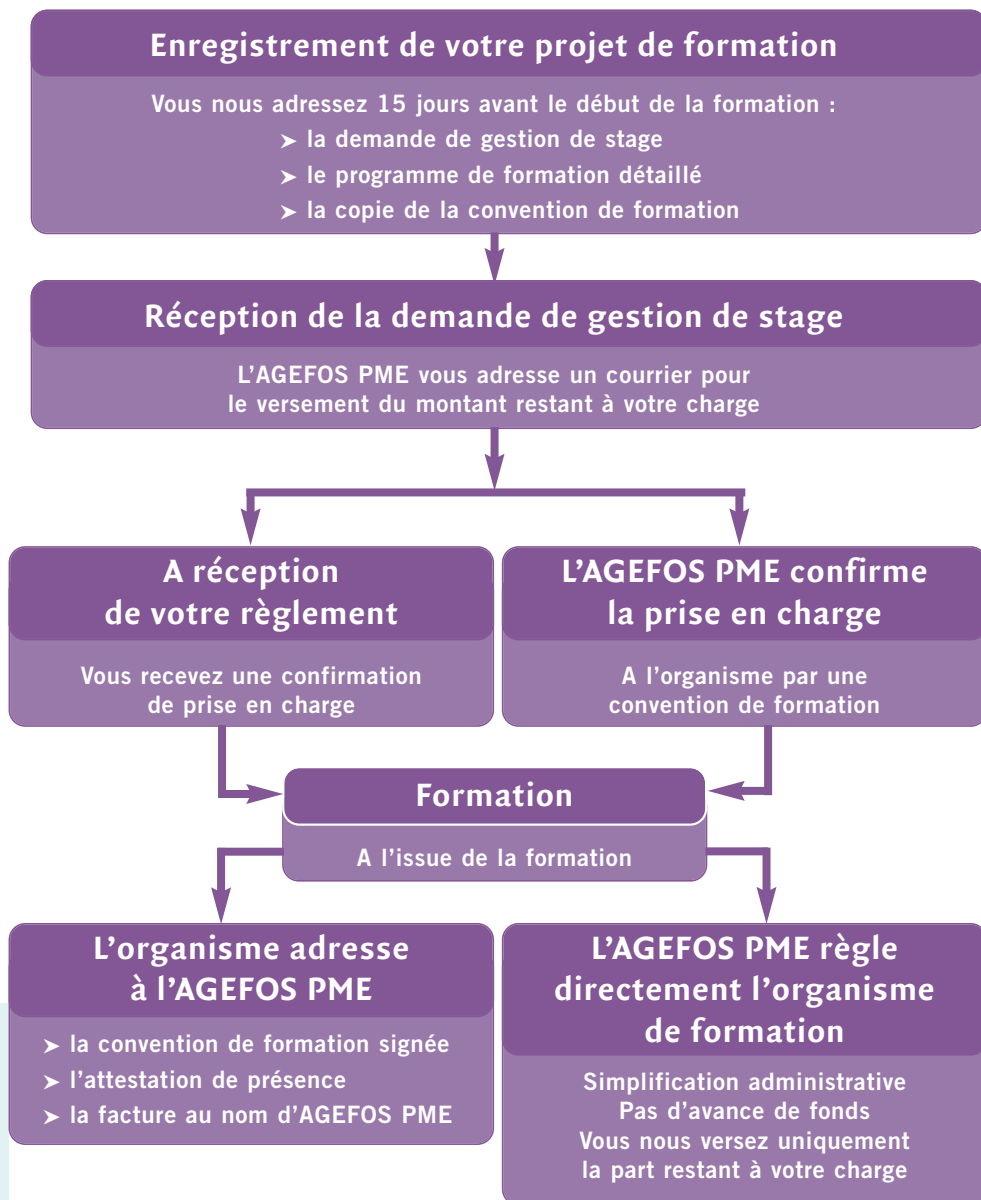 Enregistrement de votre projet de formation
Vous nous adressez 15 jours avant le début de la formation :
➤ la demande de gestion de stage
➤ le programme de formation détaillé
➤ la copie de la convention de formation
Réception de la demande de gestion de stage
L'AGEFOS PME vous adresse un courrier pour
le versement du montant restant à votre charge
A réception
de votre règlement
Vous recevez une confirmation
de prise en charge
L'AGEFOS PME confirme
la prise en charge
A l'organisme par une
convention de formation
Formation
A l'issue de la formation
L'organisme adresse
à l'AGEFOS PME
➤ la convention de formation signée
➤ l'attestation de présence
➤ la facture au nom d'AGEFOS PME
L'AGEFOS PME règle
directement l'organisme
de formation
Simplification administrative
Pas d'avance de fonds
Vous nous versez uniquement
la part restant à votre charge